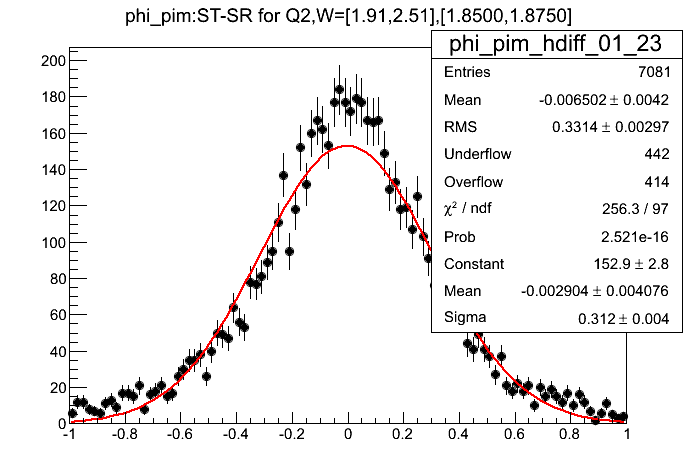 phi_pim:ST-SR for Q2,W=[1.91,2.51],[1.8500,1.8750]
phi_pim_hdiff_01_23
Entries 7081
Mean -0.006502 ± 0.0042
RMS 0.3314 ± 0.00297
Underflow 442
Overflow 414
χ² / ndf 256.3 / 97
Prob 2.521e-16
Constant 152.9 ± 2.8
Mean -0.002904 ± 0.004076
Sigma 0.312 ± 0.004
200
180
160
140
120
100
80
60
40
20
0
-1 -0.8 -0.6 -0.4 -0.2 0 0.2 0.4 0.6 0.8 1